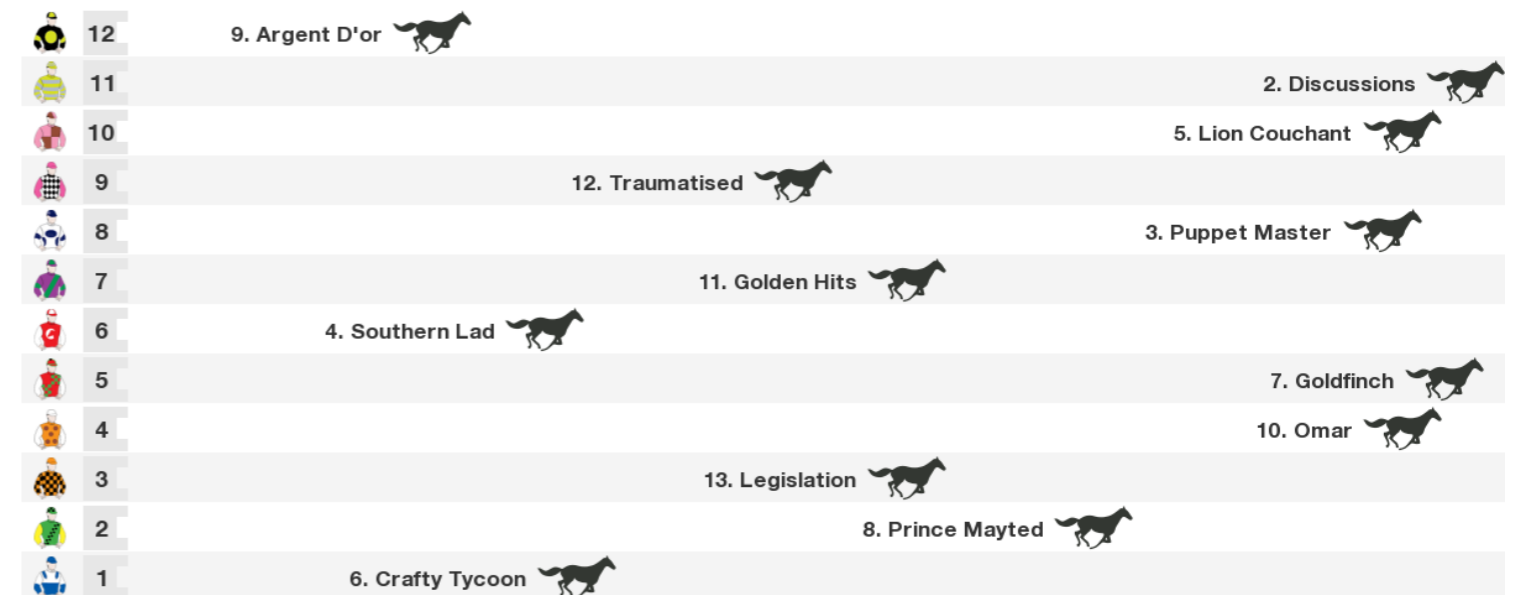 12 9. Argent D'or
11 2. Discussions
10 5. Lion Couchant
9 12. Traumatised
8 3. Puppet Master
7 11. Golden Hits
6 4. Southern Lad
5 7. Goldfinch
4 10. Omar
3 13. Legislation
2 8. Prince Mayted
1 6. Crafty Tycoon